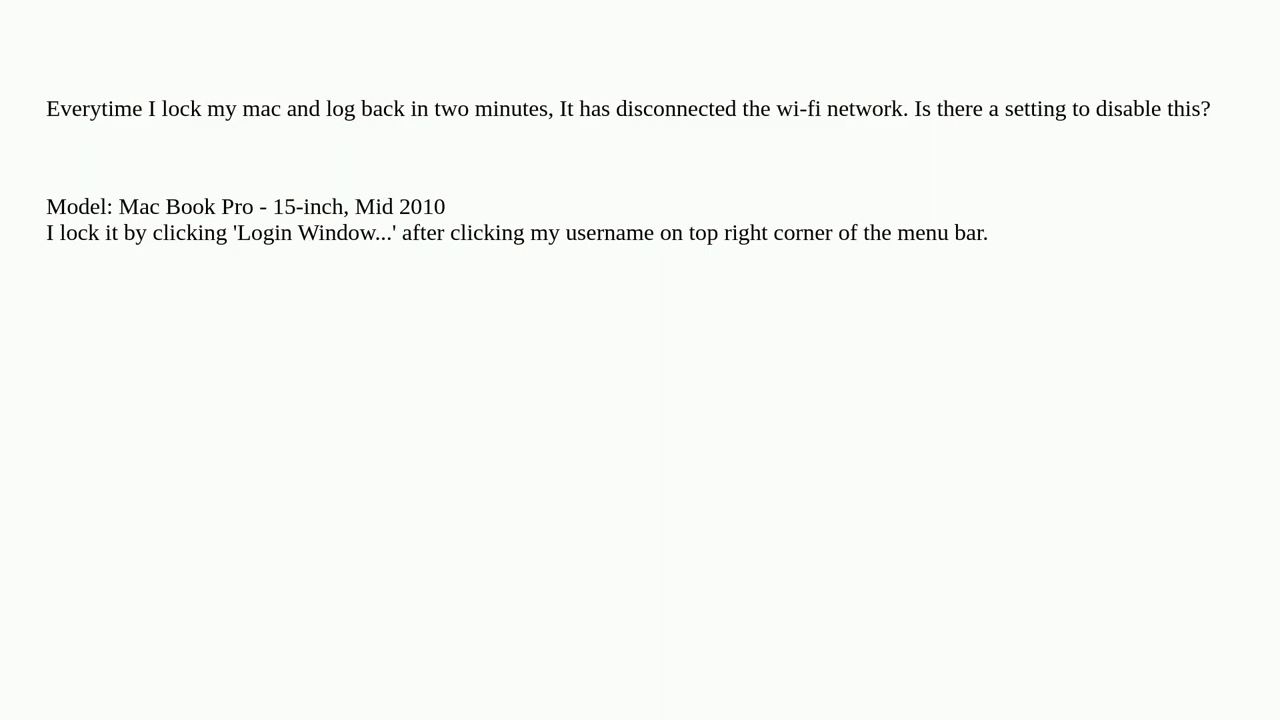 Everytime I lock my mac and log back in two minutes, It has disconnected the wi-fi network. Is there a setting to disable this?
Model: Mac Book Pro - 15-inch, Mid 2010
I lock it by clicking 'Login Window...' after clicking my username on top right corner of the menu bar.